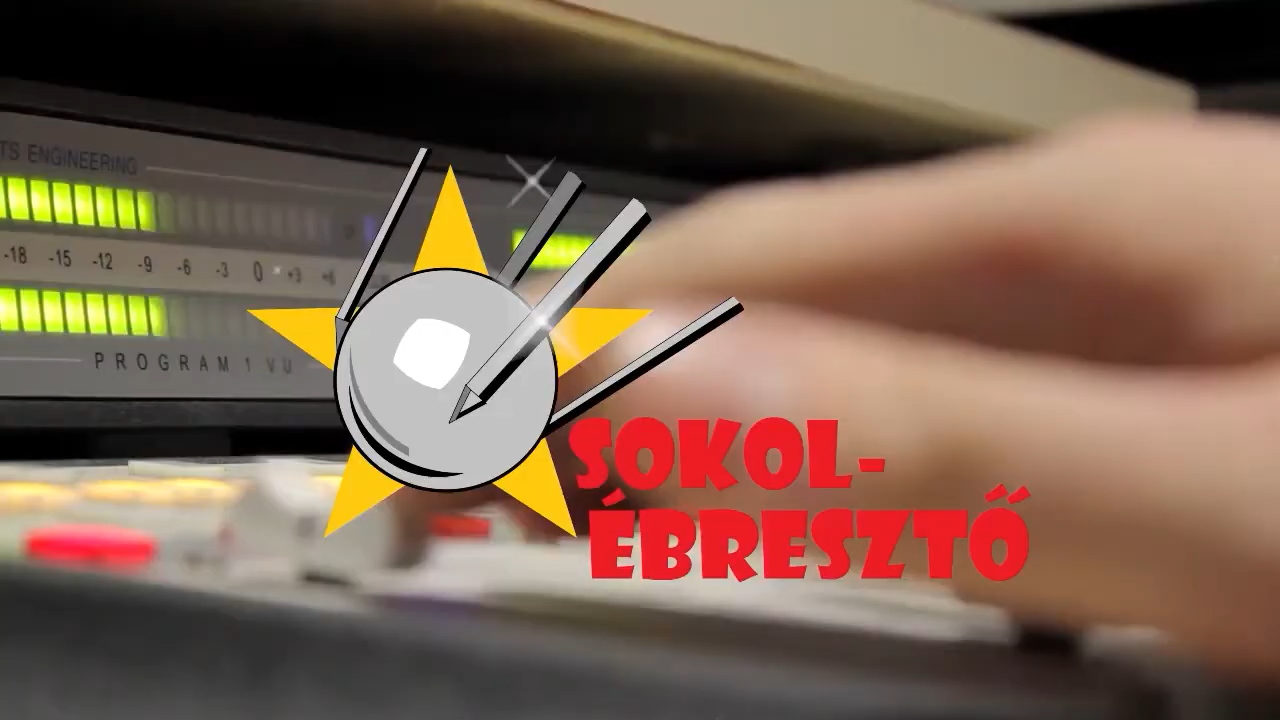 TS ENGINEERING
-18 -15 -12 -9 -6 -3 0 +3 +6
PROGRAM 1 VU
SOKOL-
ÉBRESZTŐ